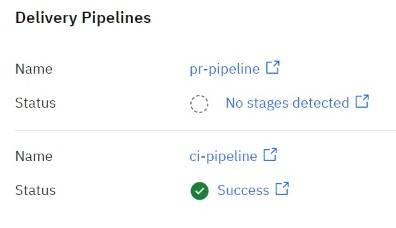 Delivery Pipelines
Name pr-pipeline
Status No stages detected
Name ci-pipeline
Status Success